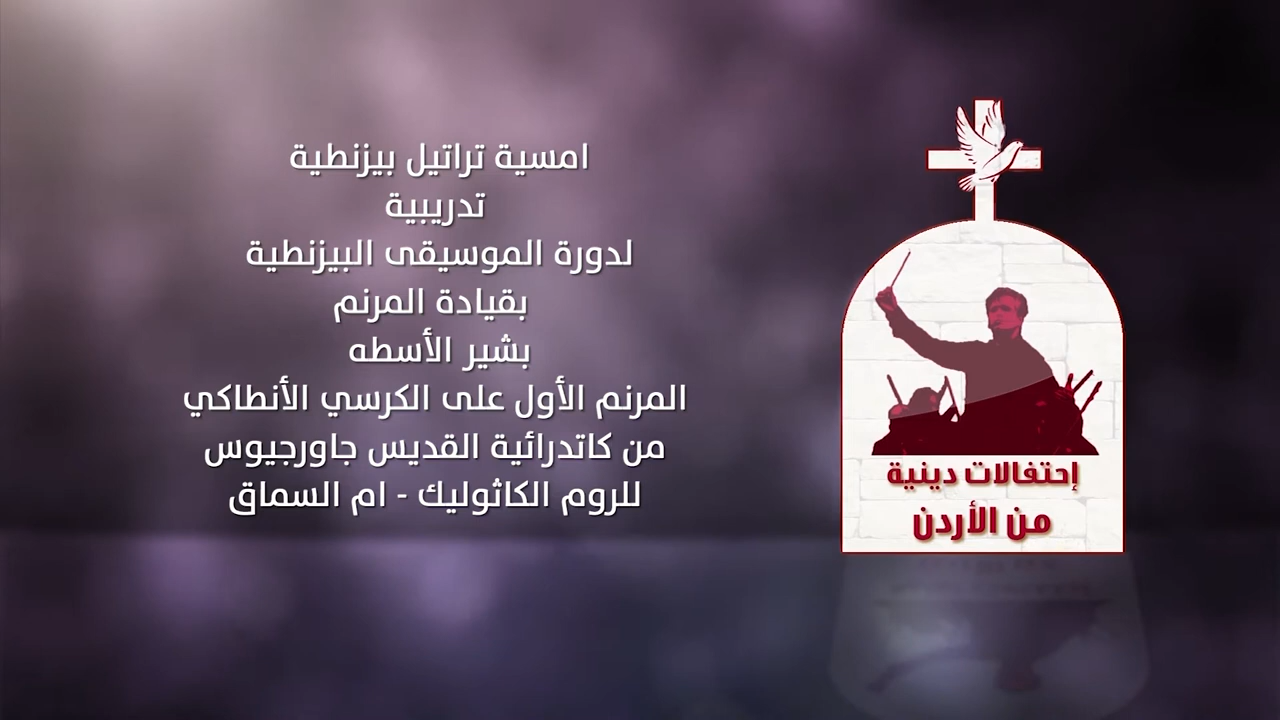 امسية تراتيل بيزنطية
تدريبية
لدورة الموسيقى البيزنطية
بقيادة المرنم
بشير الأسطه
المرنم الأول على الكرسي الأنطاكي
من كاتدرائية القديس جاورجيوس
للروم الكاثوليك - ام السماق
إحتفالات دينية
من الأردن